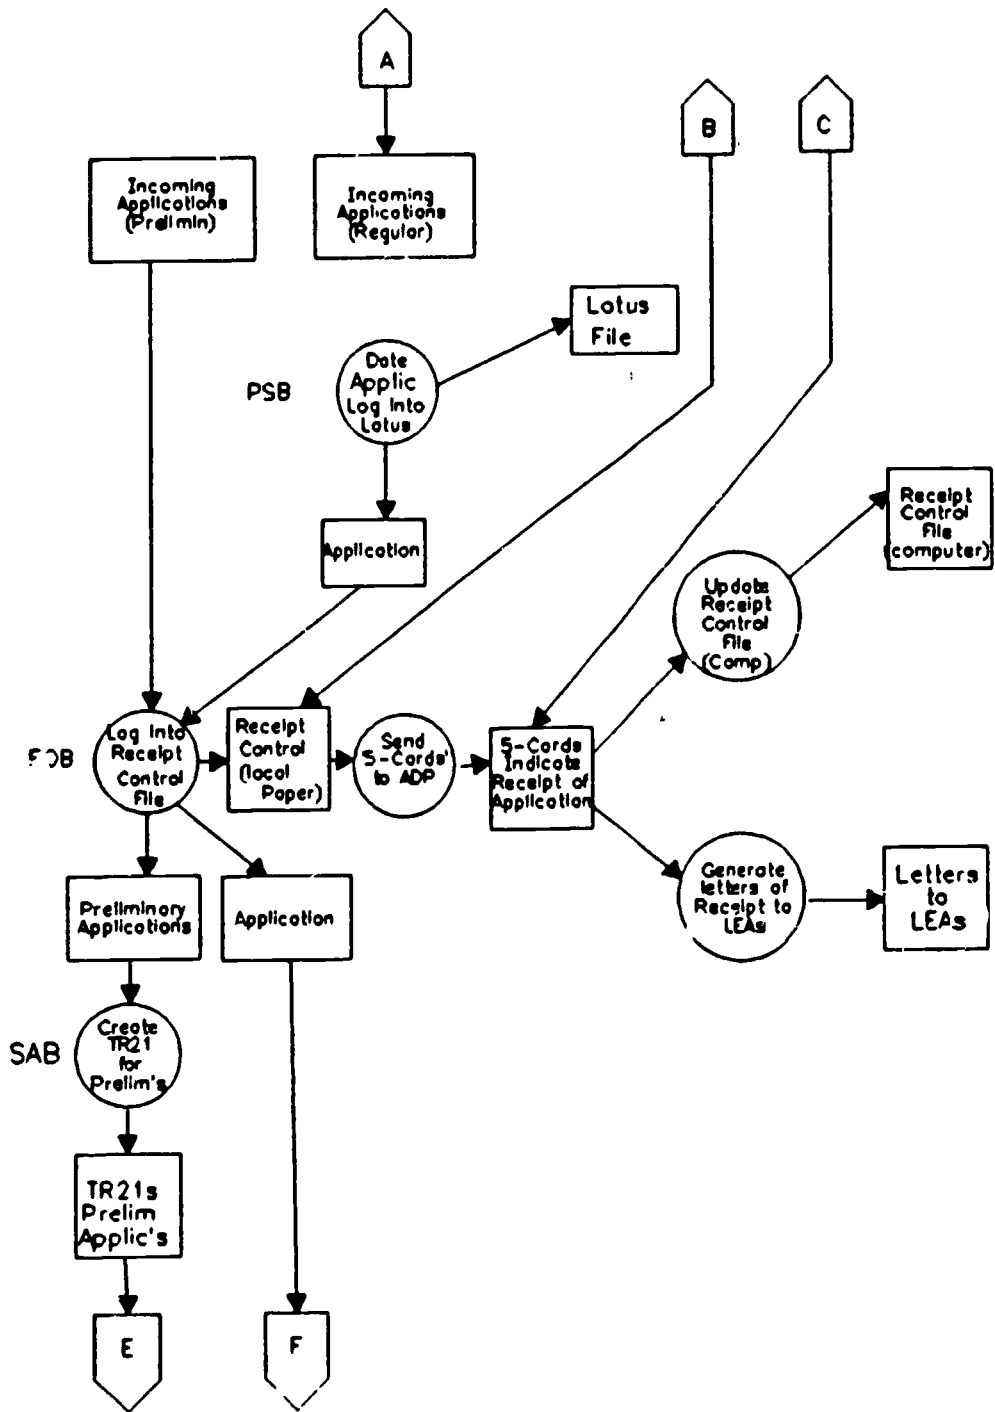 A
B
C
Incoming
Applications
(Prelimin)
Incoming
Applications
(Regular)
Lotus
File
PSB
Date
Applic
Log Into
Lotus
Application
Receipt
Control
File
(computer)
Update
Receipt
Control
File
(Comp)
Log Into
Receipt
Control
File
Receipt
Control
(local
Paper)
Send
'5-Cards'
to ADP
5-Cards
Indicate
Receipt of
Application
Generate
letters of
Receipt to
LEAs
Letters
to
LEAs
Preliminary
Applications
Application
SAB
Create
TR21
for
Prelim's
TR21s
Prelim
Applic's
E
F